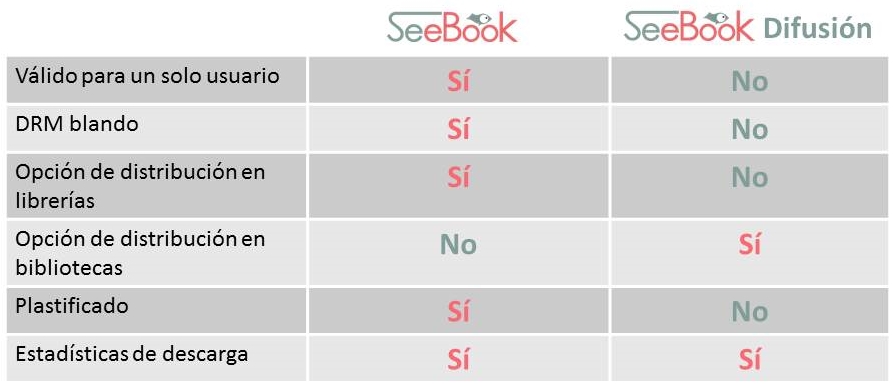 SeeBook SeeBook Difusión
Válido para un solo usuario Sí No
DRM blando Sí No
Opción de distribución en
librerías Sí No
Opción de distribución en
bibliotecas No Sí
Plastificado Sí No
Estadísticas de descarga Sí Sí